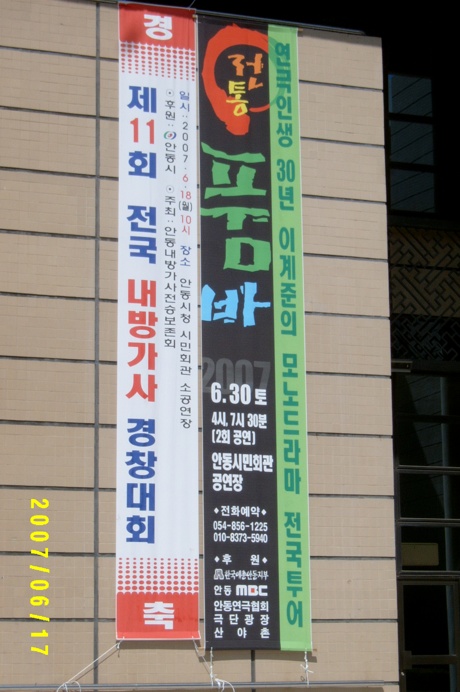 경
축
제11회 전국 내방가사 경창대회
일시 : 2007·6·18(월)10시 장소 : 안동시청 시민회관 소공연장
⊙후원 : 안동시 ⊙주최 : 안동내방가사전승보존회
전통
품바
2007
6.30 토
4시, 7시 30분
(2회 공연)
안동시민회관
공연장
◆전화예약◆
054-856-1225
010-8373-5940
◆후 원◆
한국예총안동지부
안동 MBC
안동연극협회
극단광장
산야촌
연극인생 30년 이계준의 모노드라마 전국투어
2007/06/17